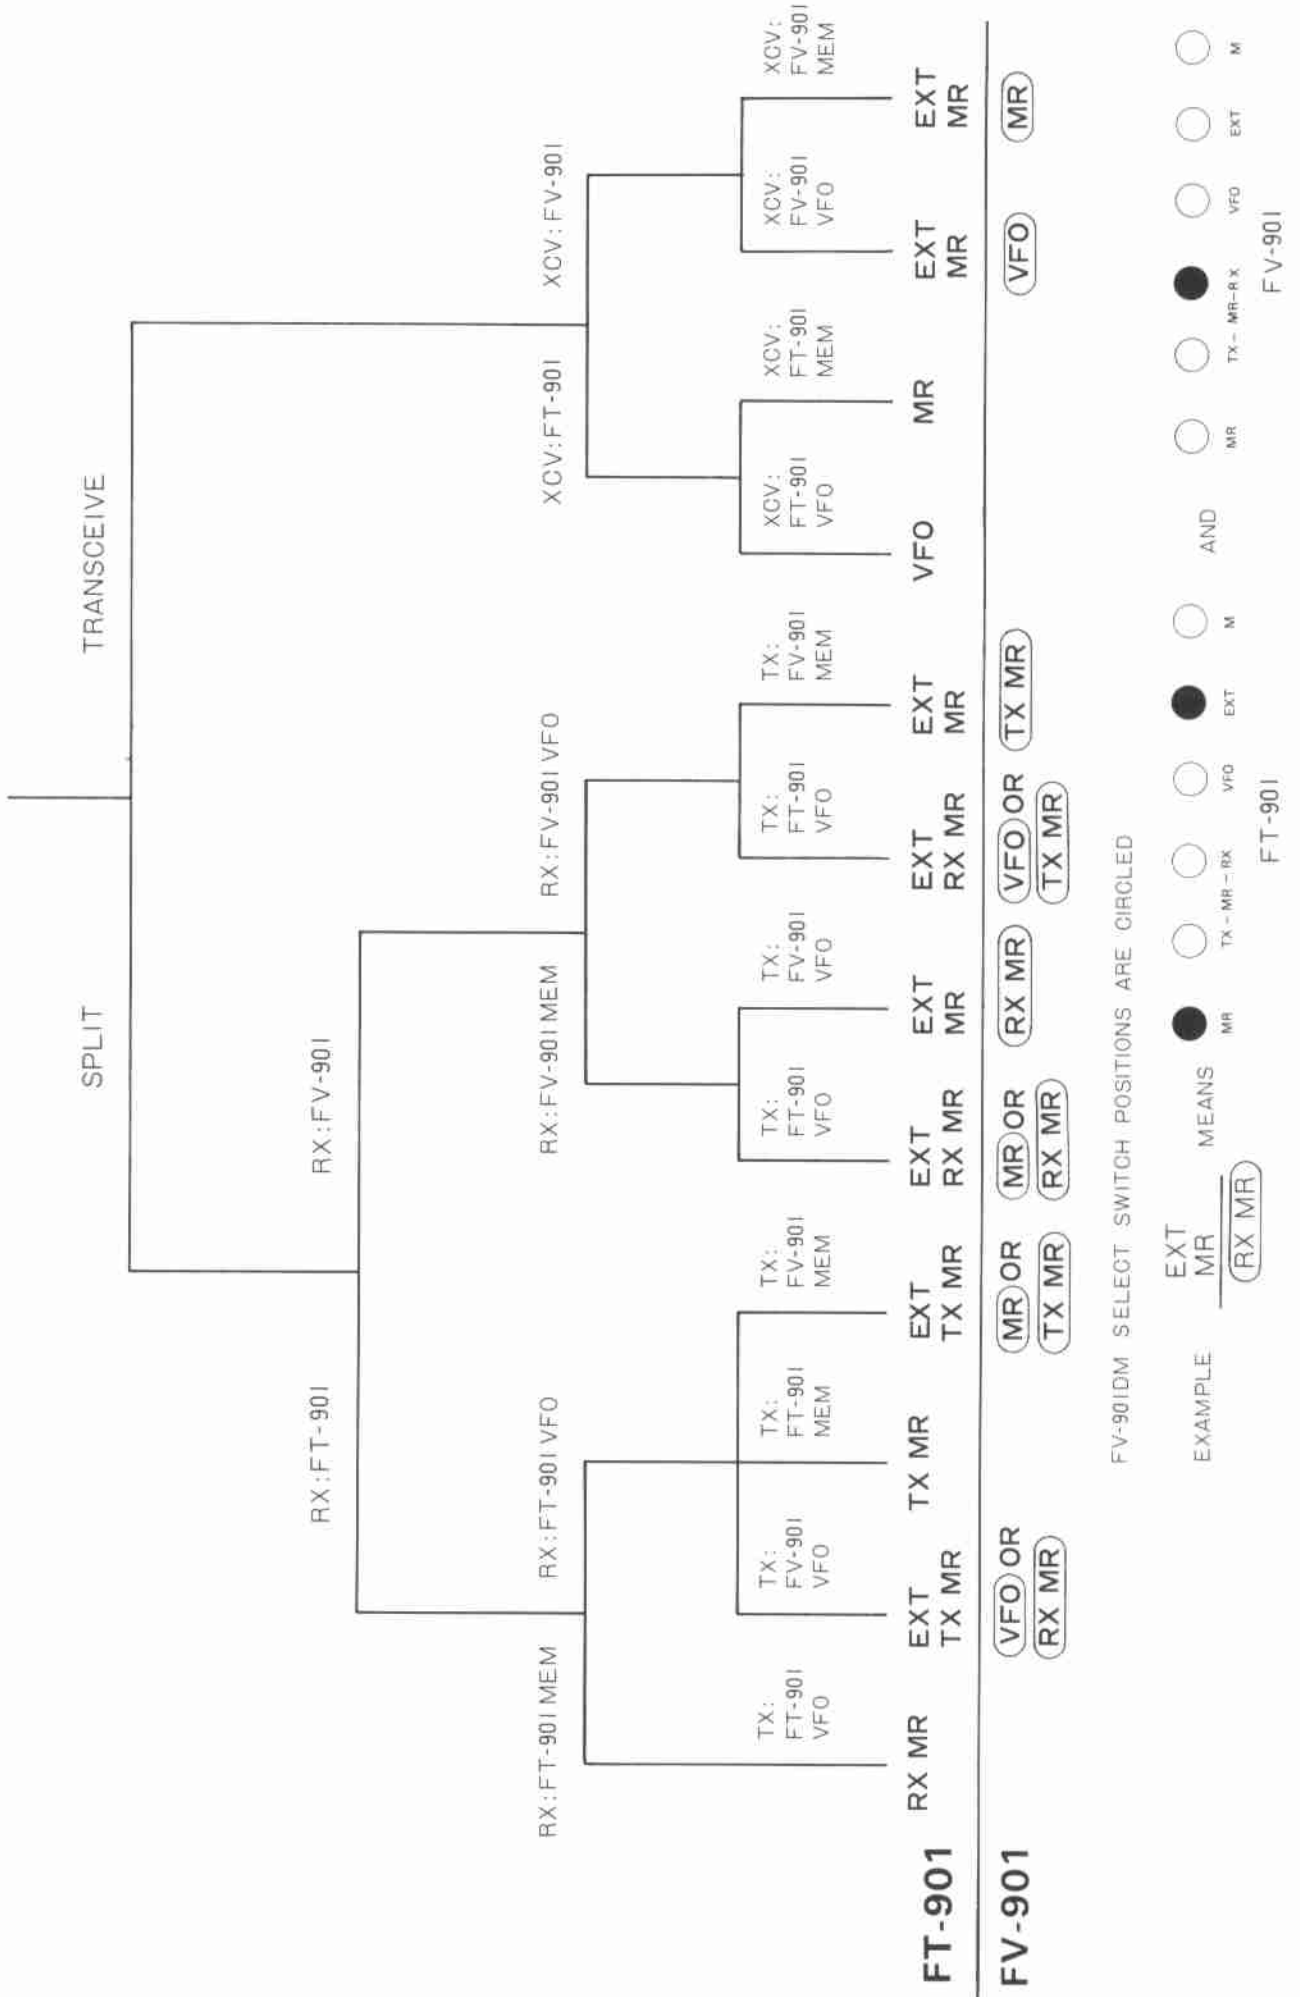 SPLIT
TRANSCEIVE
RX:FT-901
RX:FV-901
RX:FT-901 MEM
RX:FT-901 VFO
RX:FV-901 MEM
RX:FV-901 VFO
XCV:FT-901
XCV:FV-901
TX:
FT-901
VFO
TX:
FV-901
VFO
TX:
FT-901
MEM
TX:
FV-901
MEM
TX:
FT-901
VFO
TX:
FV-901
VFO
TX:
FT-901
VFO
TX:
FV-901
MEM
XCV:
FT-901
VFO
XCV:
FT-901
MEM
XCV:
FV-901
VFO
XCV:
FV-901
MEM
FT-901
RX MR
EXT
TX MR
TX MR
EXT
TX MR
EXT
RX MR
EXT
MR
EXT
RX MR
EXT
MR
VFO
MR
EXT
MR
EXT
MR
FV-901
VFO OR
RX MR
MR OR
TX MR
MR OR
RX MR
RX MR
VFO OR
TX MR
TX MR
VFO
MR
FV-901DM SELECT SWITCH POSITIONS ARE CIRCLED
EXAMPLE
EXT
MR
RX MR
MEANS
MR
TX - MR - RX
VFO
EXT
M
FT-901
AND
MR
TX - MR-RX
VFO
EXT
M
FV-901